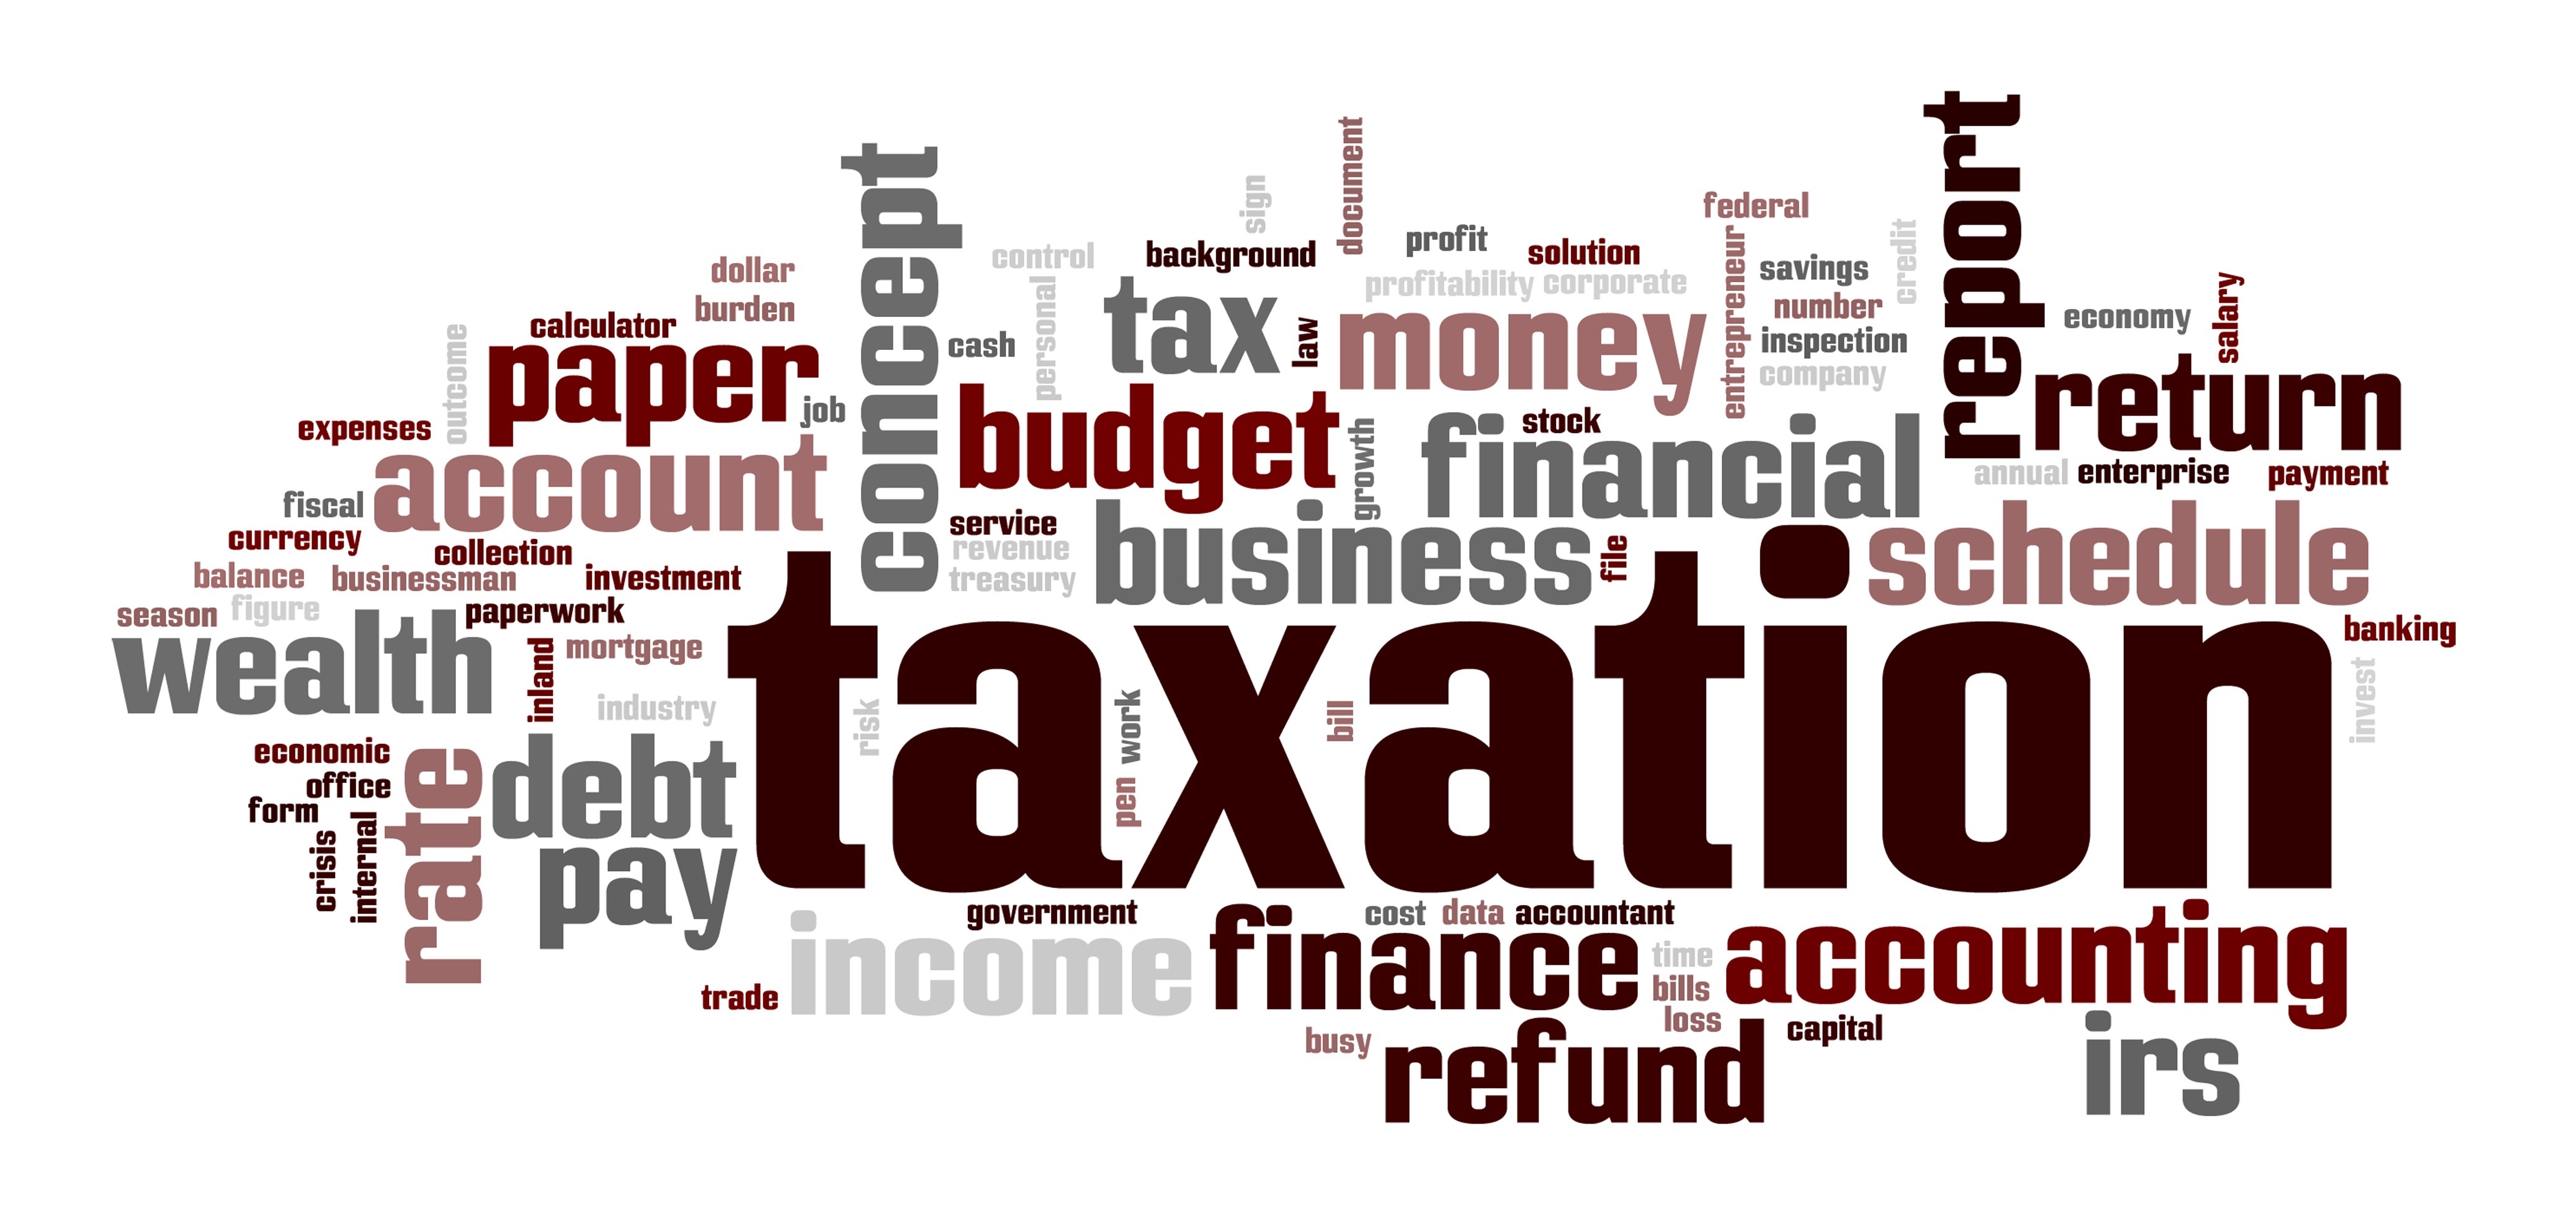 report
document
concept
sign
federal
credit
profit
entrepreneur
control
background
solution
dollar
savings
salary
personal
profitability
corporate
burden
number
economy
tax
law
money
calculator
outcome
cash
inspection
paper
company
return
job
budget
stock
expenses
growth
financial
account
annual
enterprise
payment
fiscal
service
currency
collection
revenue
business
file
schedule
balance
businessman
investment
treasury
season
figure
paperwork
taxation
banking
wealth
inland
mortgage
invest
industry
risk
work
bill
economic
rate
debt
office
pen
form
crisis
internal
pay
government
cost
data
accountant
income
finance
time
accounting
trade
bills
loss
busy
refund
capital
irs